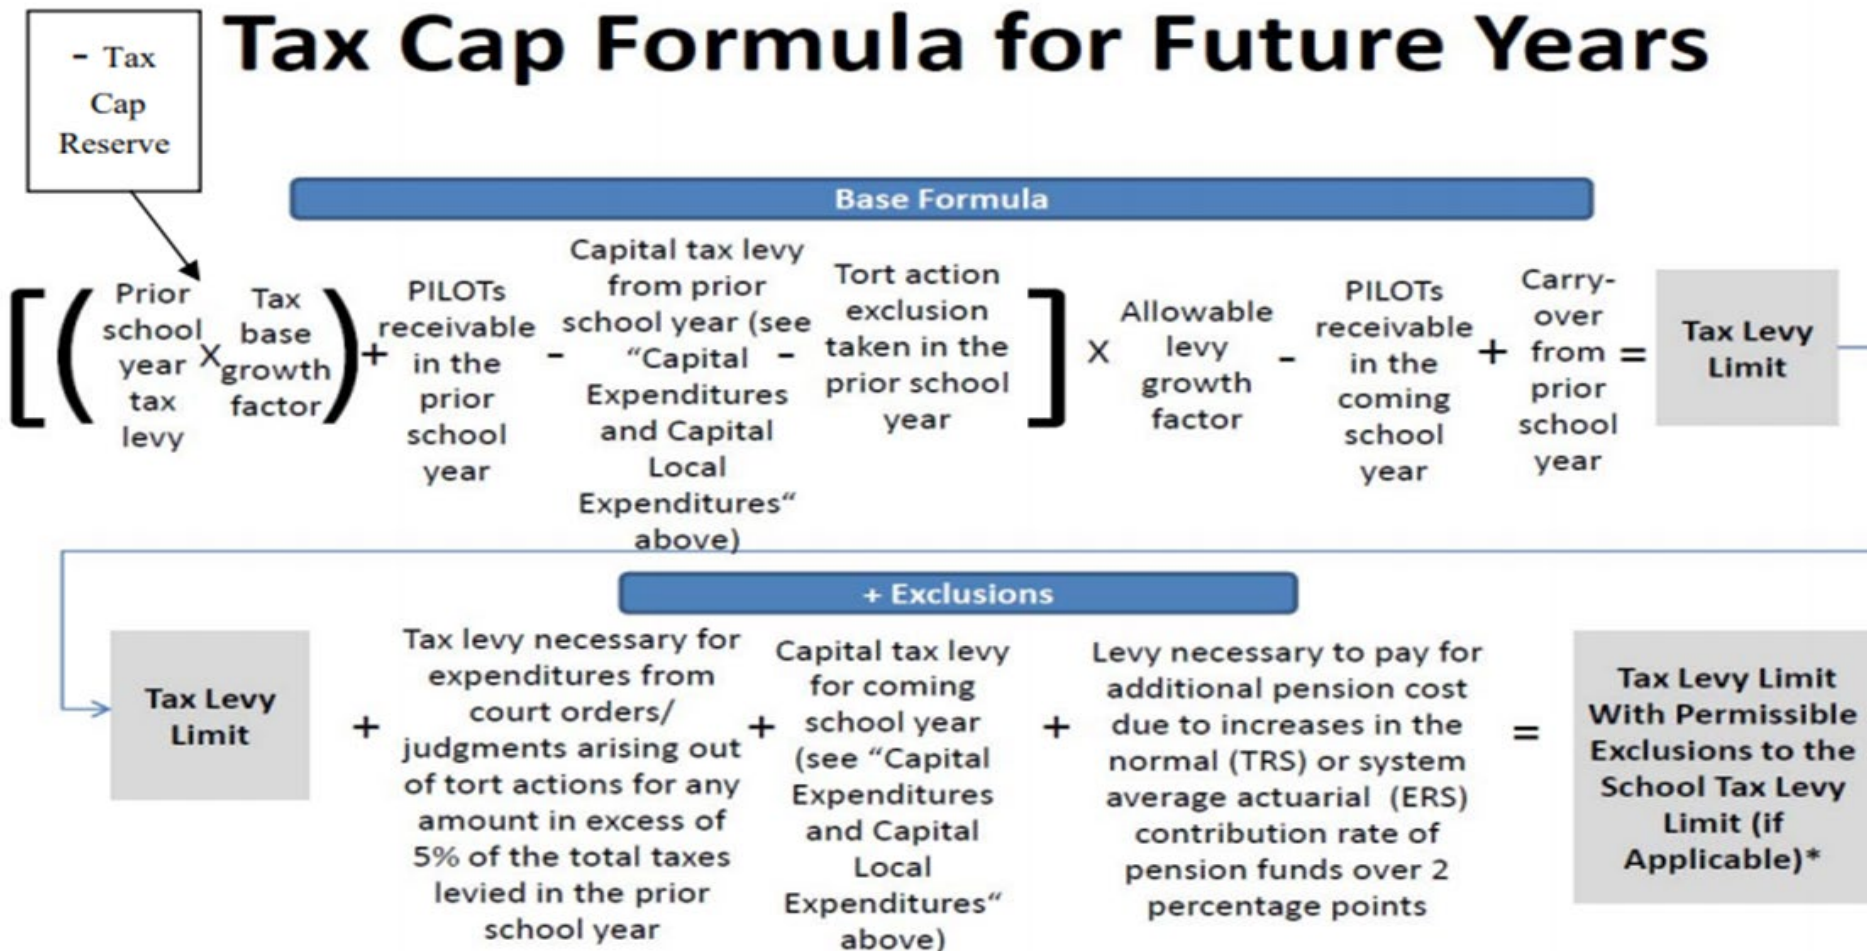 - Tax
Cap
Reserve
Tax Cap Formula for Future Years
Base Formula
[
(
Prior
school
year
tax
levy
X
Tax
base
growth
factor
)
+
PILOTs
receivable
in the
prior
school
year
-
Capital tax levy
from prior
school year (see
“Capital
Expenditures
and Capital
Local
Expenditures“
above)
-
Tort action
exclusion
taken in the
prior school
year
]
X
Allowable
levy
growth
factor
-
PILOTs
receivable
in the
coming
school
year
+
Carry-
over
from
prior
school
year
=
Tax Levy
Limit
+ Exclusions
Tax Levy
Limit
+
Tax levy necessary for
expenditures from
court orders/
judgments arising out
of tort actions for any
amount in excess of
5% of the total taxes
levied in the prior
school year
+
Capital tax levy
for coming
school year
(see “Capital
Expenditures
and Capital
Local
Expenditures“
above)
+
Levy necessary to pay for
additional pension cost
due to increases in the
normal (TRS) or system
average actuarial (ERS)
contribution rate of
pension funds over 2
percentage points
=
Tax Levy Limit
With Permissible
Exclusions to the
School Tax Levy
Limit (if
Applicable)*